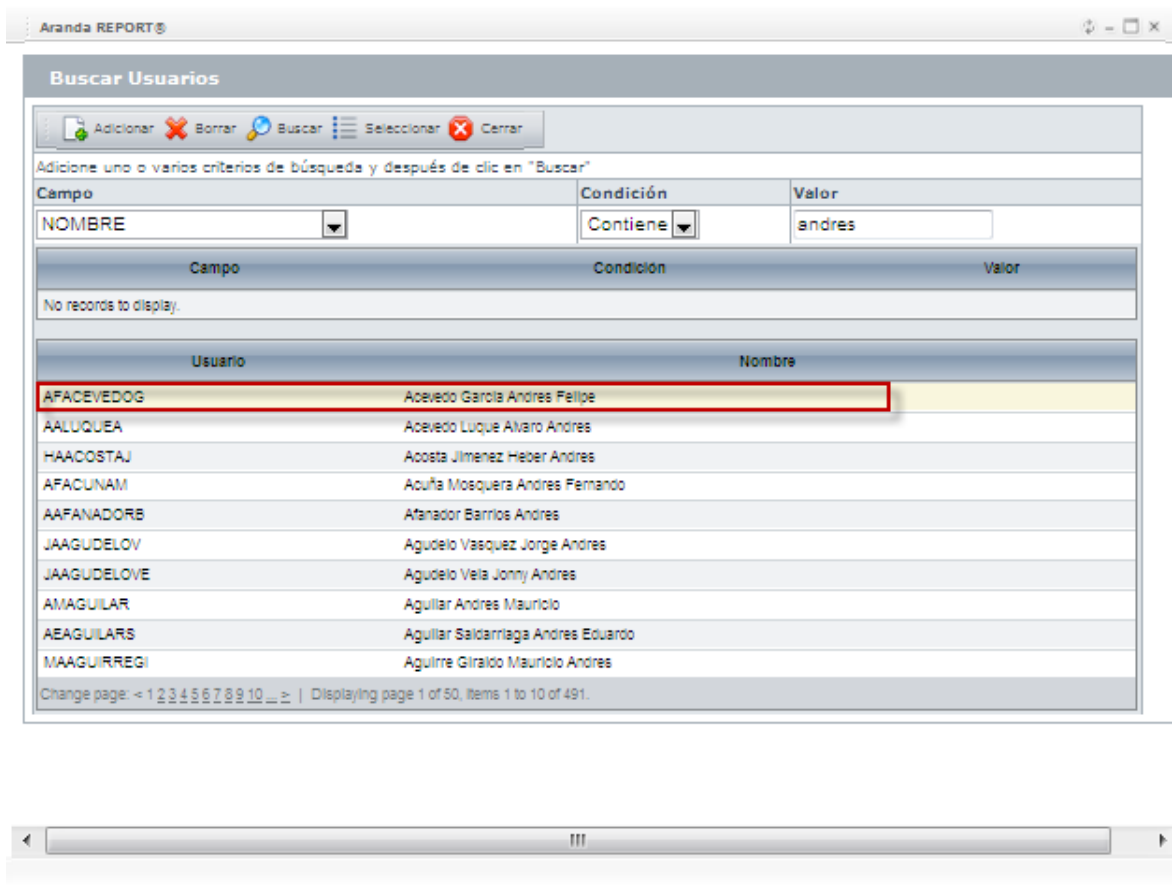 Aranda REPORT®
Buscar Usuarios
Adicionar Borrar Buscar Seleccionar Cerrar
Adicione uno o varios criterios de búsqueda y después de clic en "Buscar"
Campo Condición Valor
NOMBRE Contiene andres
Campo Condición Valor
No records to display.
Usuario Nombre
AFACEVEDOG Acevedo Garcia Andres Felipe
AALUQUEA Acevedo Luque Alvaro Andres
HAACOSTAJ Acosta Jimenez Heber Andres
AFACUNAM Acuña Mosquera Andres Fernando
AAFANADORB Afanador Barrios Andres
JAAGUDELOV Agudelo Vasquez Jorge Andres
JAAGUDELOVE Agudelo Vela Jonny Andres
AMAGUILAR Aguilar Andres Mauricio
AEAGUILARS Aguilar Saldarriaga Andres Eduardo
MAAGUIRREGI Aguirre Giraldo Mauricio Andres
Change page: < 1 2 3 4 5 6 7 8 9 10 ... > | Displaying page 1 of 50, items 1 to 10 of 491.